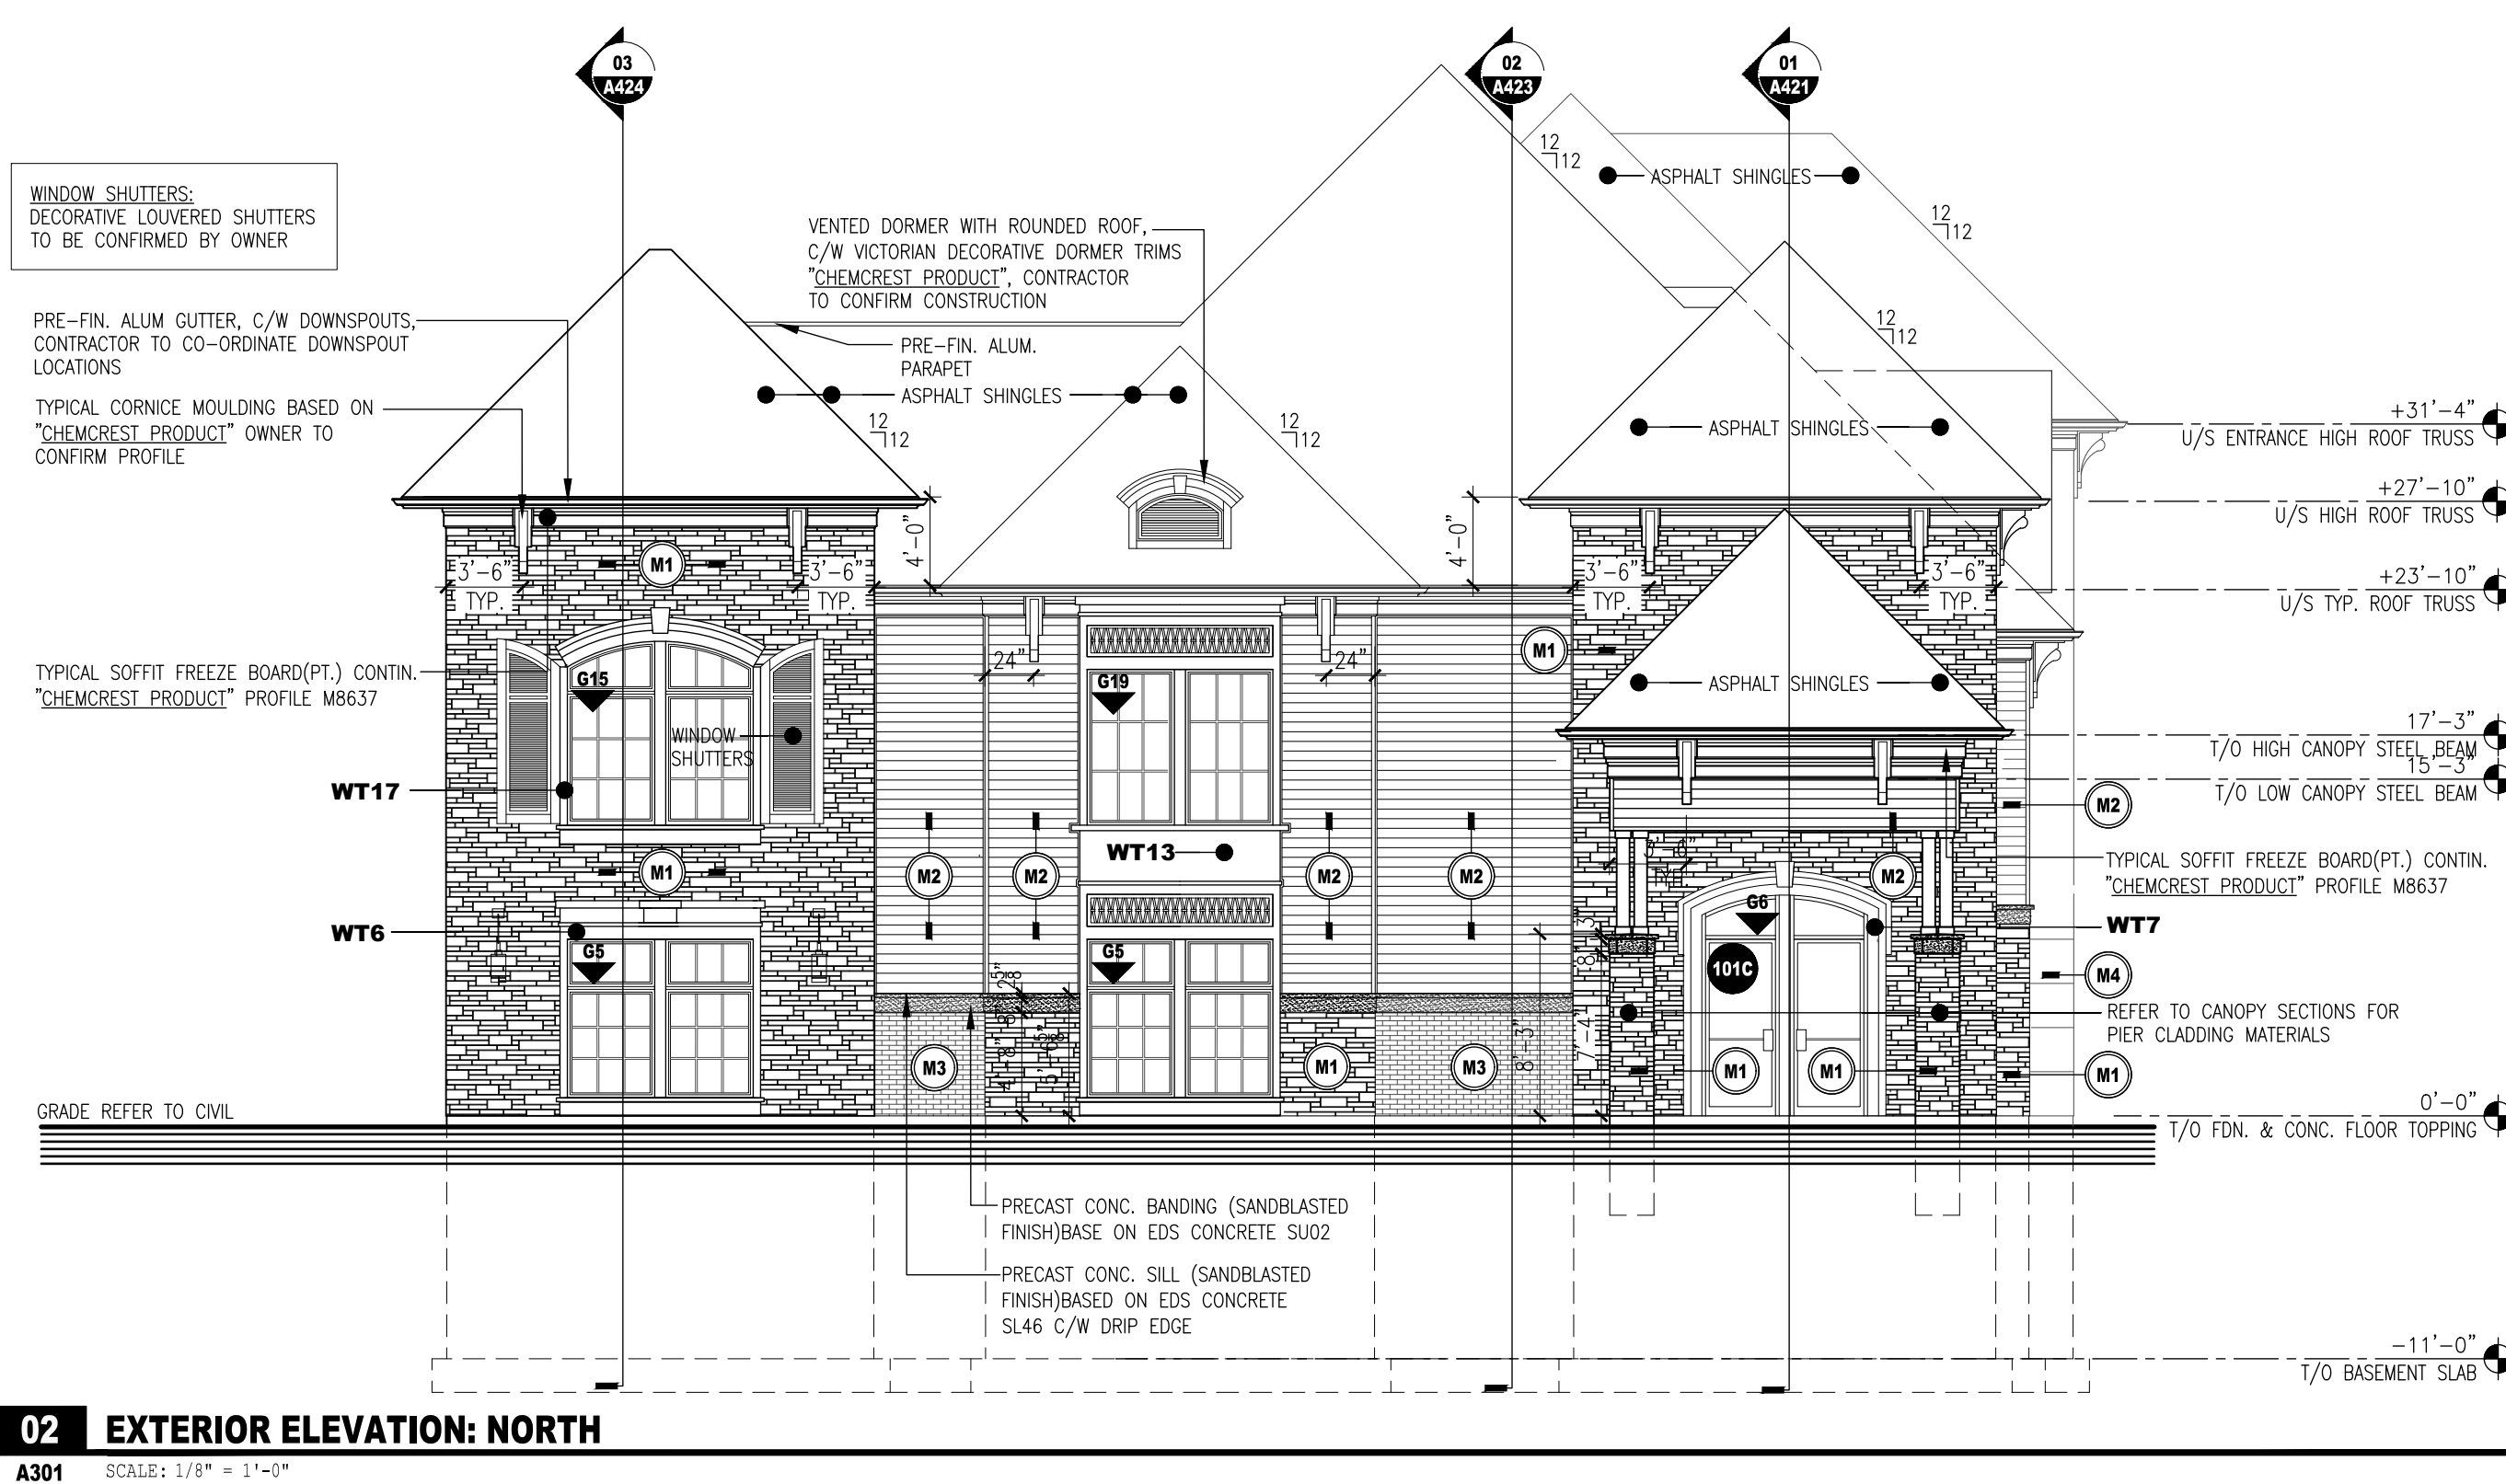 03
A424
02
A423
01
A421
WINDOW SHUTTERS:
DECORATIVE LOUVERED SHUTTERS
TO BE CONFIRMED BY OWNER
PRE-FIN. ALUM GUTTER, C/W DOWNSPOUTS,
CONTRACTOR TO CO-ORDINATE DOWNSPOUT
LOCATIONS
TYPICAL CORNICE MOULDING BASED ON
"CHEMCREST PRODUCT" OWNER TO
CONFIRM PROFILE
TYPICAL SOFFIT FREEZE BOARD(PT.) CONTIN.
"CHEMCREST PRODUCT" PROFILE M8637
WT17
WT6
GRADE REFER TO CIVIL
VENTED DORMER WITH ROUNDED ROOF,
C/W VICTORIAN DECORATIVE DORMER TRIMS
"CHEMCREST PRODUCT", CONTRACTOR
TO CONFIRM CONSTRUCTION
PRE-FIN. ALUM.
PARAPET
ASPHALT SHINGLES
12
12
12
12
12
12
ASPHALT SHINGLES
12
12
12
12
ASPHALT SHINGLES
ASPHALT SHINGLES
4'-0"
4'-0"
3'-6"
TYP.
3'-6"
TYP.
3'-6"
TYP.
3'-6"
TYP.
M1
M1
24"
24"
G15
G19
WINDOW
SHUTTERS
WT13
M1
M2
M2
M2
M2
M2
G5
G5
G6
101C
M3
M1
M3
M1
M1
8'-3"
7'-4"
+31'-4"
U/S ENTRANCE HIGH ROOF TRUSS
+27'-10"
U/S HIGH ROOF TRUSS
+23'-10"
U/S TYP. ROOF TRUSS
17'-3"
T/O HIGH CANOPY STEEL BEAM
15'-3"
T/O LOW CANOPY STEEL BEAM
M2
TYPICAL SOFFIT FREEZE BOARD(PT.) CONTIN.
"CHEMCREST PRODUCT" PROFILE M8637
WT7
M4
REFER TO CANOPY SECTIONS FOR
PIER CLADDING MATERIALS
M1
0'-0"
T/O FDN. & CONC. FLOOR TOPPING
PRECAST CONC. BANDING (SANDBLASTED
FINISH)BASE ON EDS CONCRETE SU02
PRECAST CONC. SILL (SANDBLASTED
FINISH)BASED ON EDS CONCRETE
SL46 C/W DRIP EDGE
-11'-0"
T/O BASEMENT SLAB
02 EXTERIOR ELEVATION: NORTH
A301 SCALE: 1/8" = 1'-0"